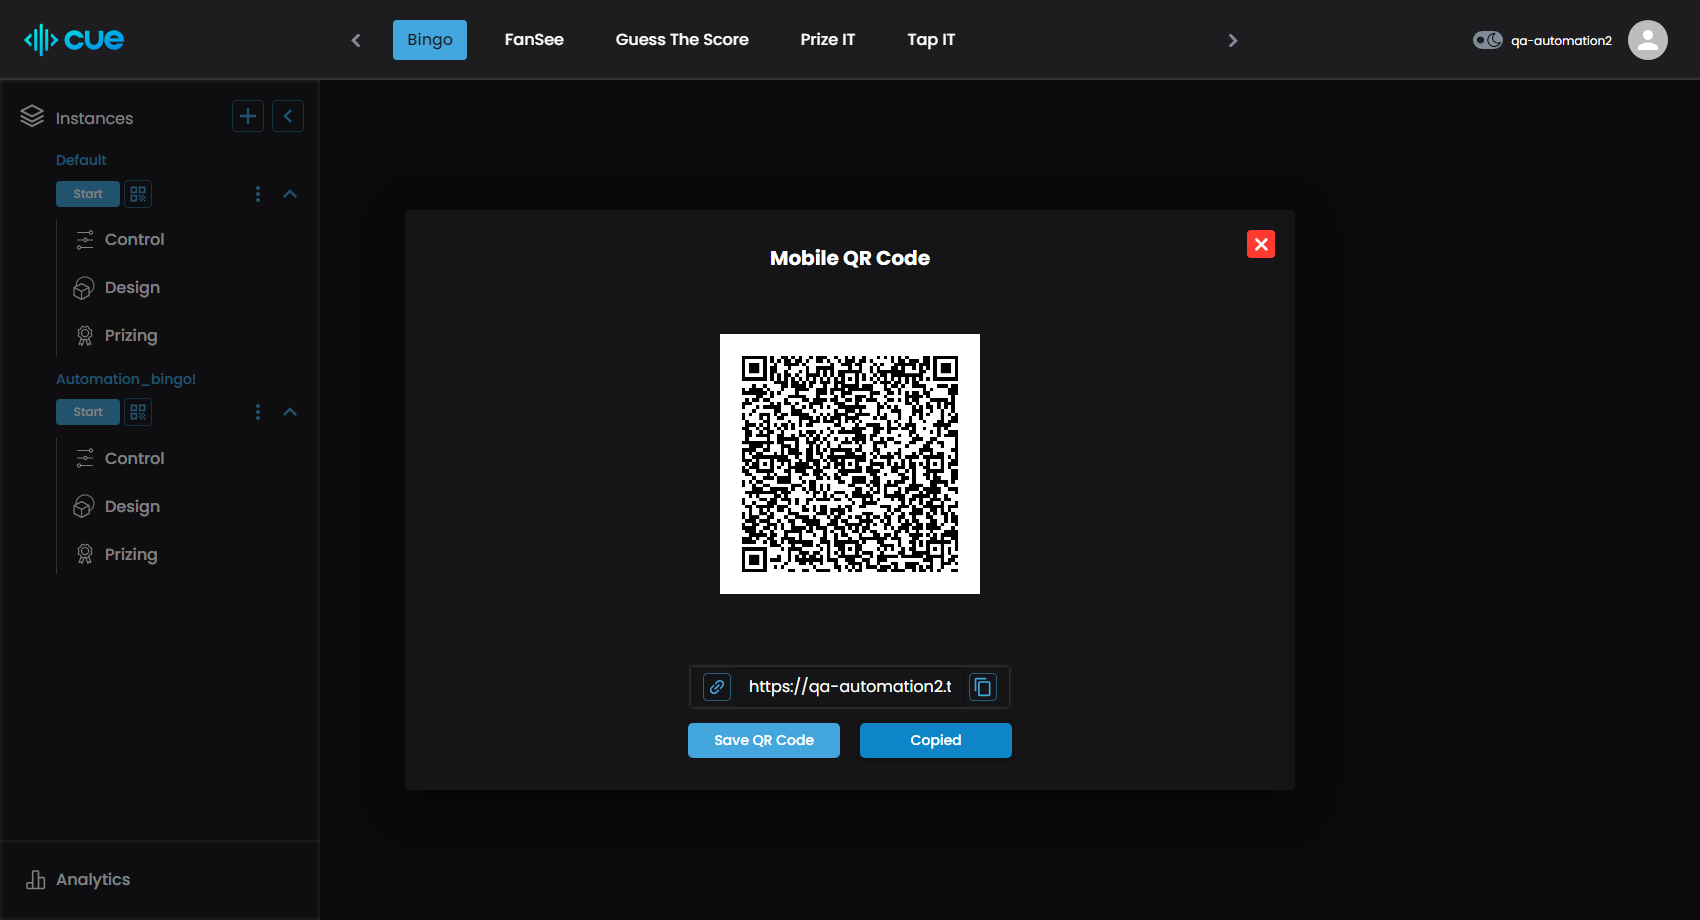 cue
Bingo
FanSee
Guess The Score
Prize IT
Tap IT
qa-automation2
Instances
Default
Start
Control
Design
Prizing
Automation_bingo!
Start
Control
Design
Prizing
Analytics
Mobile QR Code
https://qa-automation2.t
Save QR Code
Copied